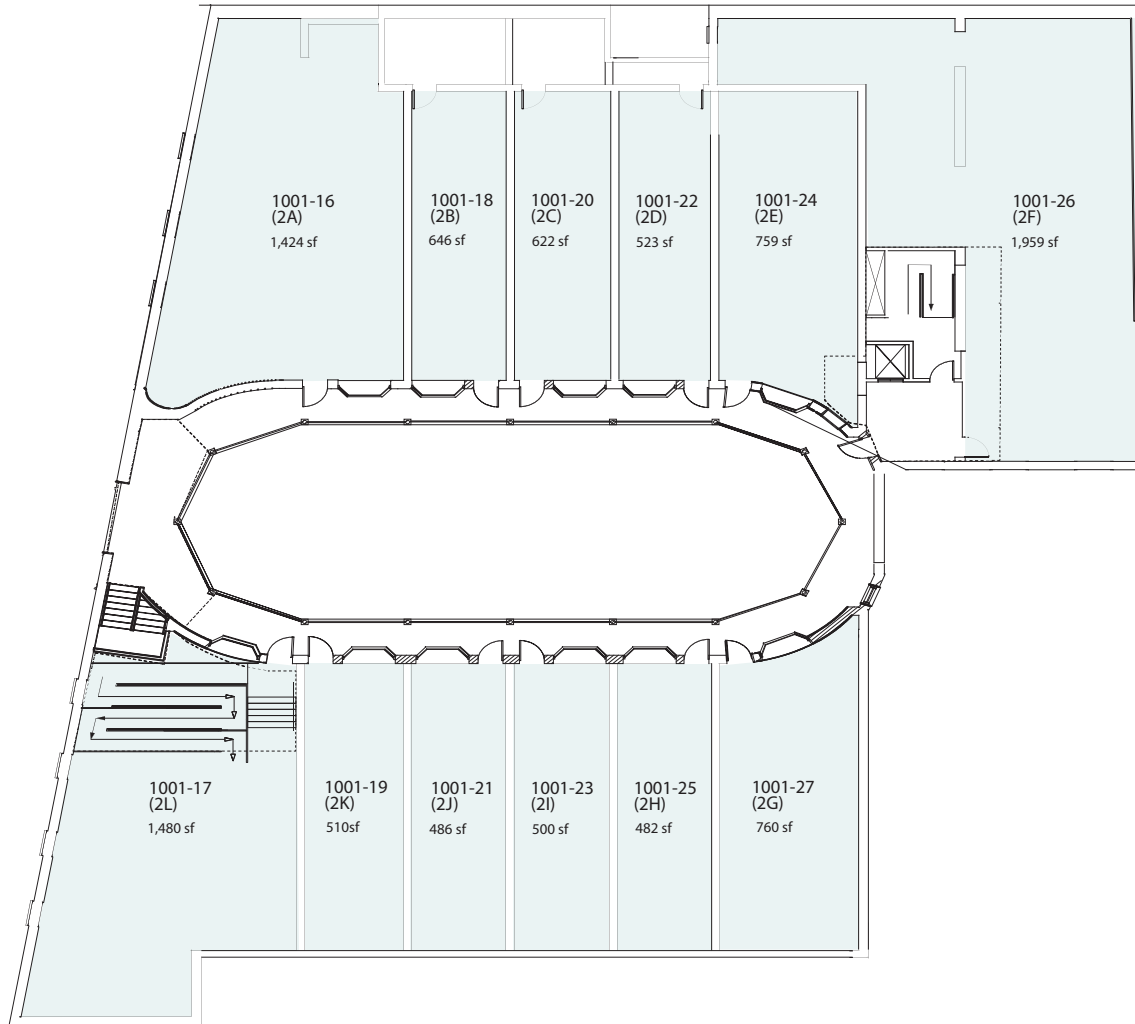 1001-16
(2A)
1,424 sf
1001-18
(2B)
646 sf
1001-20
(2C)
622 sf
1001-22
(2D)
523 sf
1001-24
(2E)
759 sf
1001-26
(2F)
1,959 sf
1001-17
(2L)
1,480 sf
1001-19
(2K)
510sf
1001-21
(2J)
486 sf
1001-23
(2I)
500 sf
1001-25
(2H)
482 sf
1001-27
(2G)
760 sf